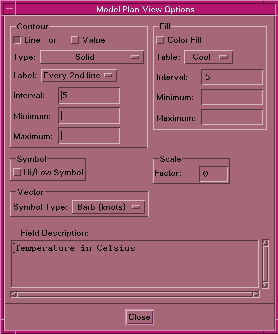 Model Plan View Options
Contour
Line or Value
Type: Solid
Label: Every 2nd line
Interval: 5
Minimum:
Maximum:
Fill
Color Fill
Table: Cool
Interval: 5
Minimum:
Maximum:
Symbol
Hi/Low Symbol
Scale
Factor: 0
Vector
Symbol Type: Barb (knots)
Field Description:
Temperature in Celsius
Close